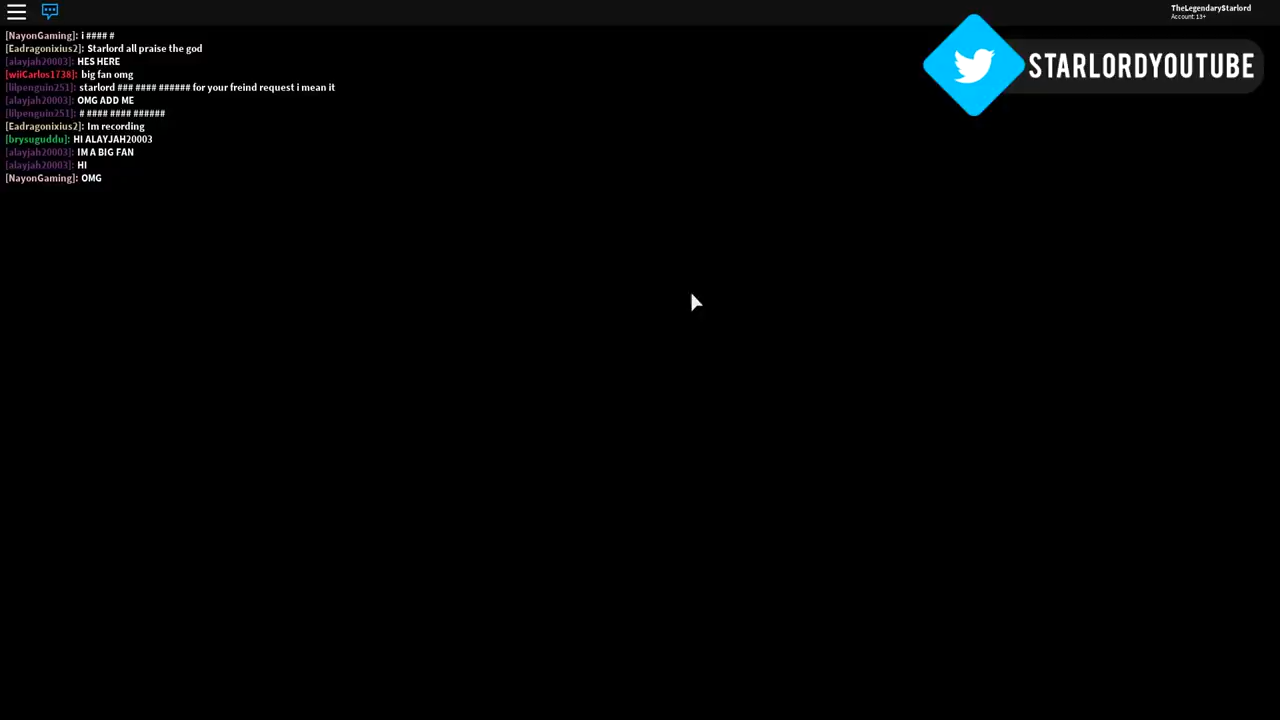 TheLegendaryStarlord
Account: 13+
[NayonGaming]: i #### #
[Eadragonixius2]: Starlord all praise the god
[alayjah20003]: HES HERE
[wiiCarlos1738]: big fan omg
[lilpenguin251]: starlord ### #### ###### for your freind request i mean it
[alayjah20003]: OMG ADD ME
[lilpenguin251]: # #### #### ######
[Eadragonixius2]: Im recording
[brysuguddu]: HI ALAYJAH20003
[alayjah20003]: IM A BIG FAN
[alayjah20003]: HI
[NayonGaming]: OMG
STARLORDYOUTUBE